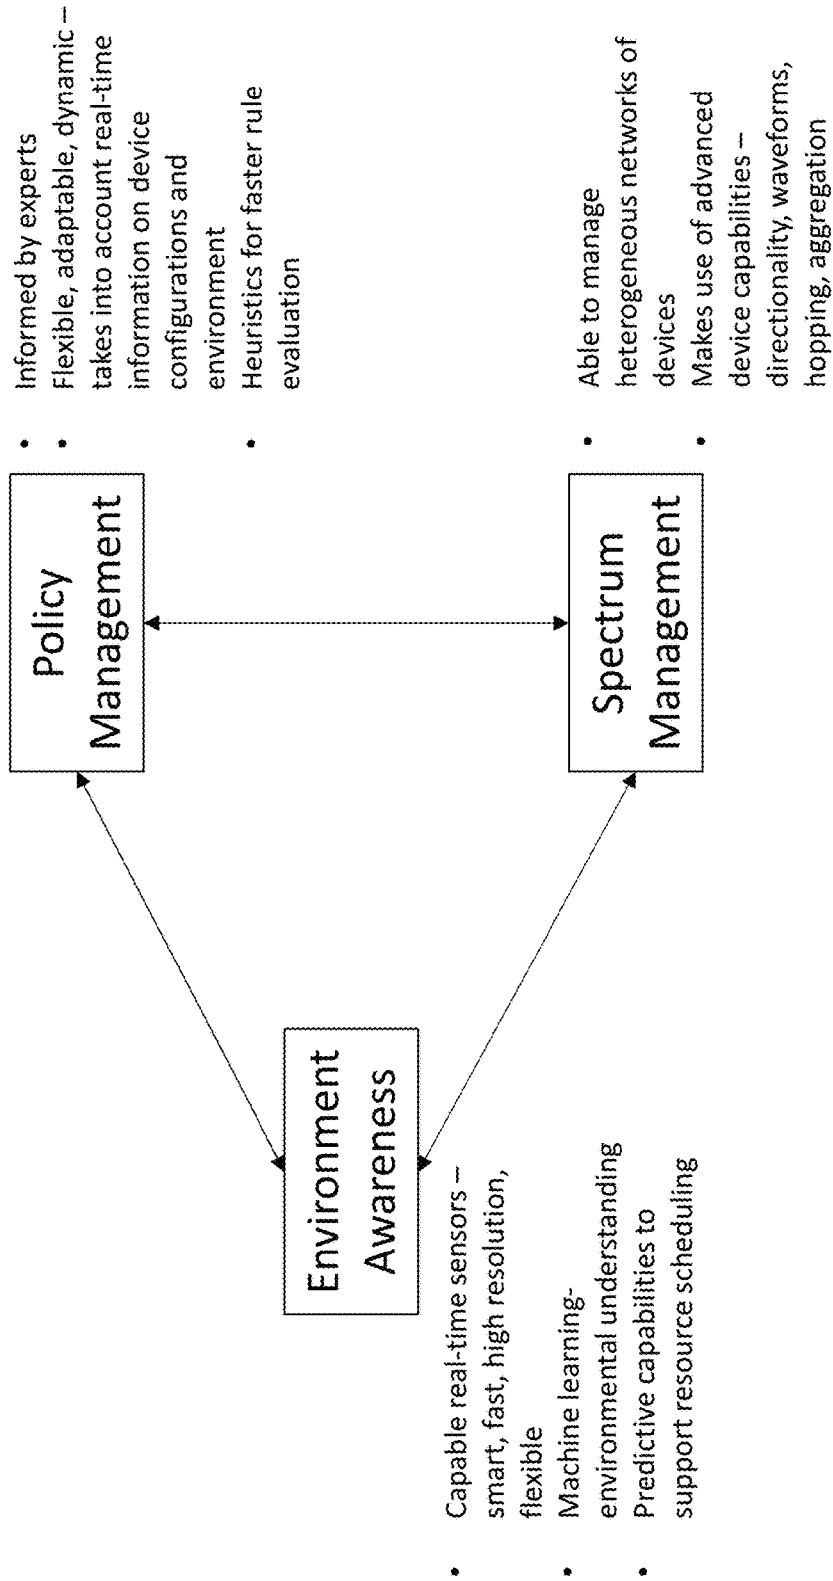 Environment
Awareness
• Capable real-time sensors –
smart, fast, high resolution,
flexible
• Machine learning-
environmental understanding
• Predictive capabilities to
support resource scheduling
Policy
Management
• Informed by experts
• Flexible, adaptable, dynamic –
takes into account real-time
information on device
configurations and
environment
• Heuristics for faster rule
evaluation
Spectrum
Management
• Able to manage
heterogeneous networks of
devices
• Makes use of advanced
device capabilities –
directionality, waveforms,
hopping, aggregation